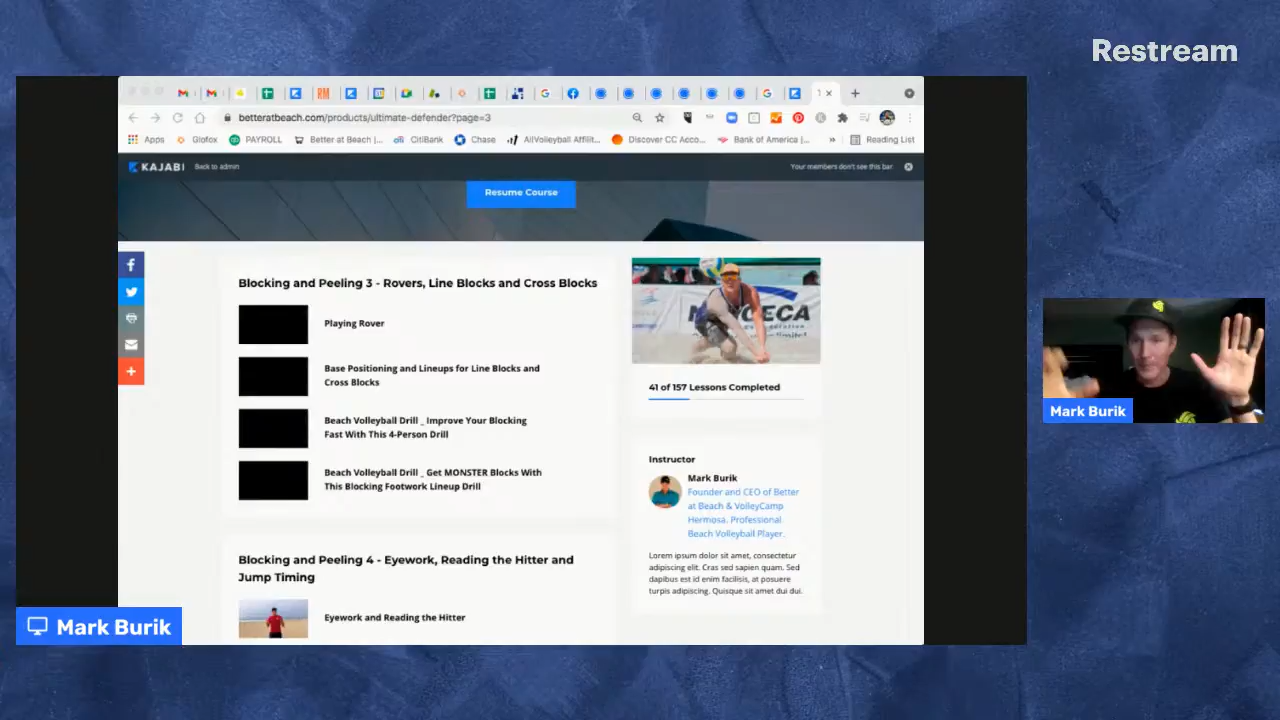 Restream
betteratbeach.com/products/ultimate-defender?page=3
Apps
Glofox
PAYROLL
Better at Beach |...
CitiBank
Chase
AllVolleyball Affilit...
Discover CC Acco...
Bank of America |...
»
Reading List
KAJABI
Back to admin
Your members don't see this bar.
Resume Course
Blocking and Peeling 3 - Rovers, Line Blocks and Cross Blocks
Playing Rover
Base Positioning and Lineups for Line Blocks and
Cross Blocks
Beach Volleyball Drill _ Improve Your Blocking
Fast With This 4-Person Drill
Beach Volleyball Drill _ Get MONSTER Blocks With
This Blocking Footwork Lineup Drill
Blocking and Peeling 4 - Eyework, Reading the Hitter and
Jump Timing
Eyework and Reading the Hitter
41 of 157 Lessons Completed
Instructor
Mark Burik
Founder and CEO of Better
at Beach & VolleyCamp
Hermosa. Professional
Beach Volleyball Player.
Lorem ipsum dolor sit amet, consectetur
adipiscing elit. Cras sed sapien quam. Sed
dapibus est id enim facilisis, at posuere
turpis adipiscing. Quisque sit amet dui dui.
Mark Burik
Mark Burik